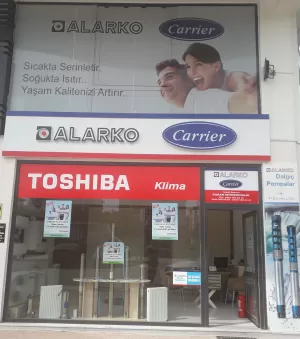 ALARKO Carrier
Sıcakta Serinletir..
Soğukta Isıtır...
Yaşam Kalitenizi Artırır...
ALARKO Carrier
TOSHIBA Klima
ALARKO
Carrier
ALARKO
Dalgıç
Pompalar